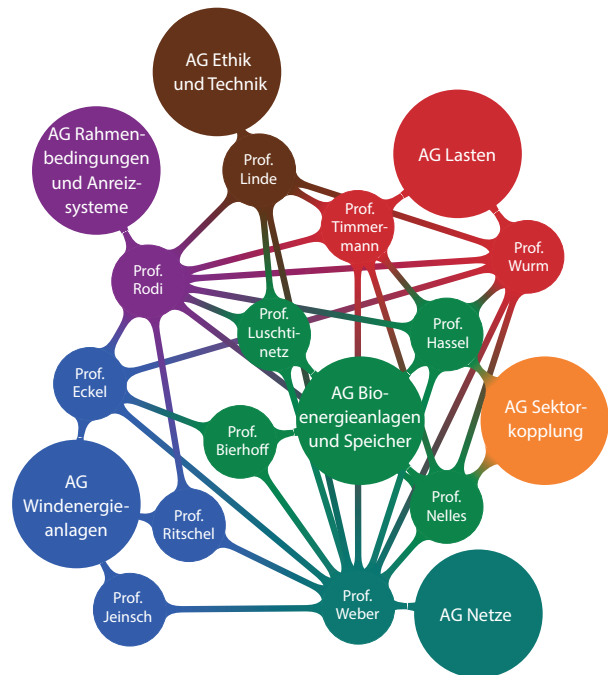 AG Ethik
und Technik
AG Rahmen-
bedingungen
und Anreiz-
systeme
AG Lasten
Prof.
Linde
Prof.
Timmer-
mann
Prof.
Wurm
Prof.
Rodi
Prof.
Luschti-
netz
Prof.
Hassel
Prof.
Eckel
AG Bio-
energieanlagen
und Speicher
AG Sektor-
kopplung
Prof.
Bierhoff
AG
Windenergie-
anlagen
Prof.
Ritschel
Prof.
Nelles
Prof.
Jeinsch
Prof.
Weber
AG Netze